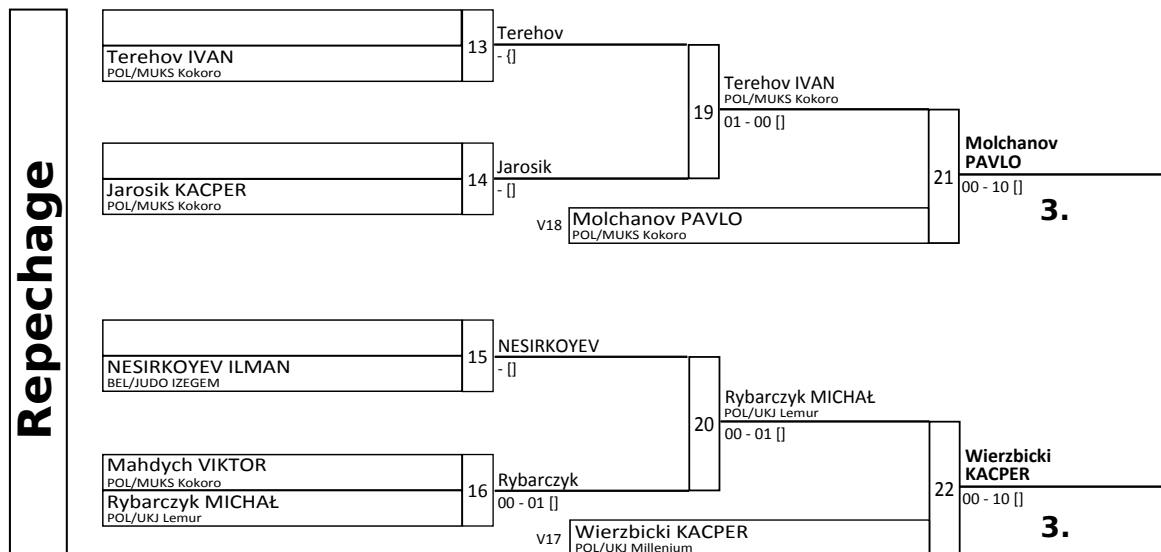 Repechage
Terehov IVAN
POL/MUKS Kokoro
13
Terehov
- {]
Jarosik KACPER
POL/MUKS Kokoro
14
Jarosik
- []
19
Terehov IVAN
POL/MUKS Kokoro
01 - 00 []
V18
Molchanov PAVLO
POL/MUKS Kokoro
21
Molchanov
PAVLO
00 - 10 []
3.
NESIRKOYEV ILMAN
BEL/JUDO IZEGEM
15
NESIRKOYEV
- []
Mahdych VIKTOR
POL/MUKS Kokoro
Rybarczyk MICHAŁ
POL/UKJ Lemur
16
Rybarczyk
00 - 01 []
20
Rybarczyk MICHAŁ
POL/UKJ Lemur
00 - 01 []
V17
Wierzbicki KACPER
POL/UKJ Millenium
22
Wierzbicki
KACPER
00 - 10 []
3.